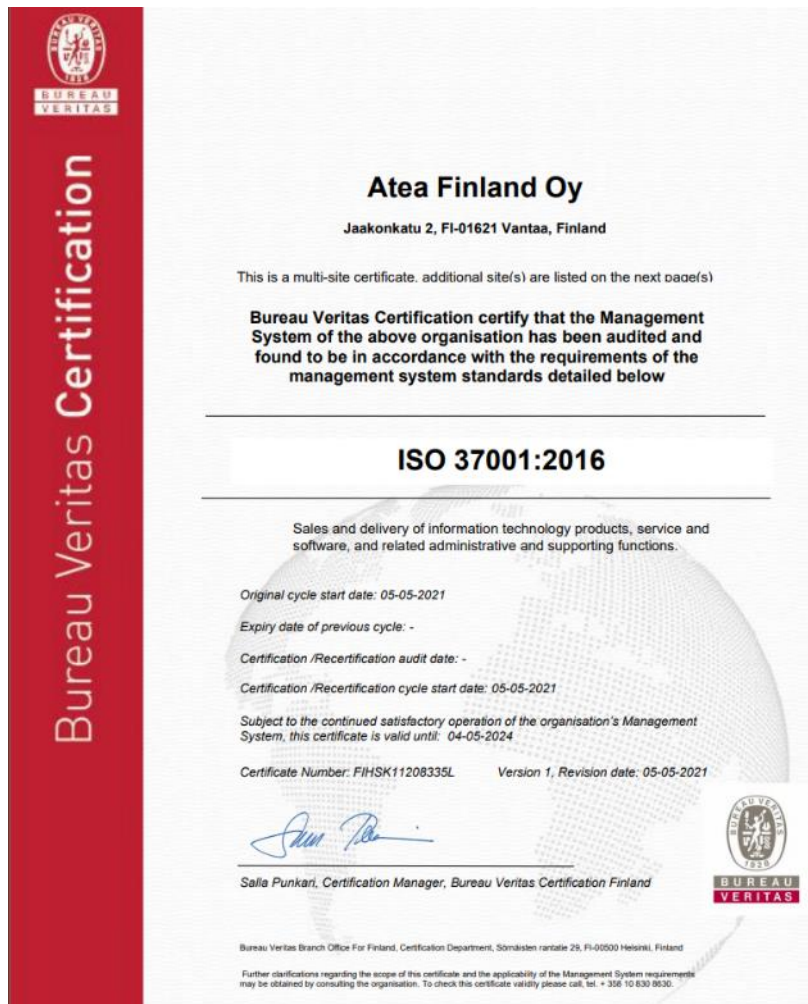 BUREAU VERITAS
1828
BUREAU
VERITAS
Bureau Veritas Certification
Atea Finland Oy
Jaakonkatu 2, FI-01621 Vantaa, Finland
This is a multi-site certificate, additional site(s) are listed on the next page(s)
Bureau Veritas Certification certify that the Management
System of the above organisation has been audited and
found to be in accordance with the requirements of the
management system standards detailed below
ISO 37001:2016
Sales and delivery of information technology products, service and
software, and related administrative and supporting functions.
Original cycle start date: 05-05-2021
Expiry date of previous cycle: -
Certification /Recertification audit date: -
Certification /Recertification cycle start date: 05-05-2021
Subject to the continued satisfactory operation of the organisation's Management
System, this certificate is valid until: 04-05-2024
Certificate Number: FIHSK11208335L Version 1, Revision date: 05-05-2021
Salla Punkari, Certification Manager, Bureau Veritas Certification Finland
BUREAU VERITAS
1828
BUREAU
VERITAS
Bureau Veritas Branch Office For Finland, Certification Department, Sörnäisten rantatie 29, FI-00500 Helsinki, Finland
Further clarifications regarding the scope of this certificate and the applicability of the Management System requirements
may be obtained by consulting the organisation. To check this certificate validity please call, tel. + 358 10 830 8630.